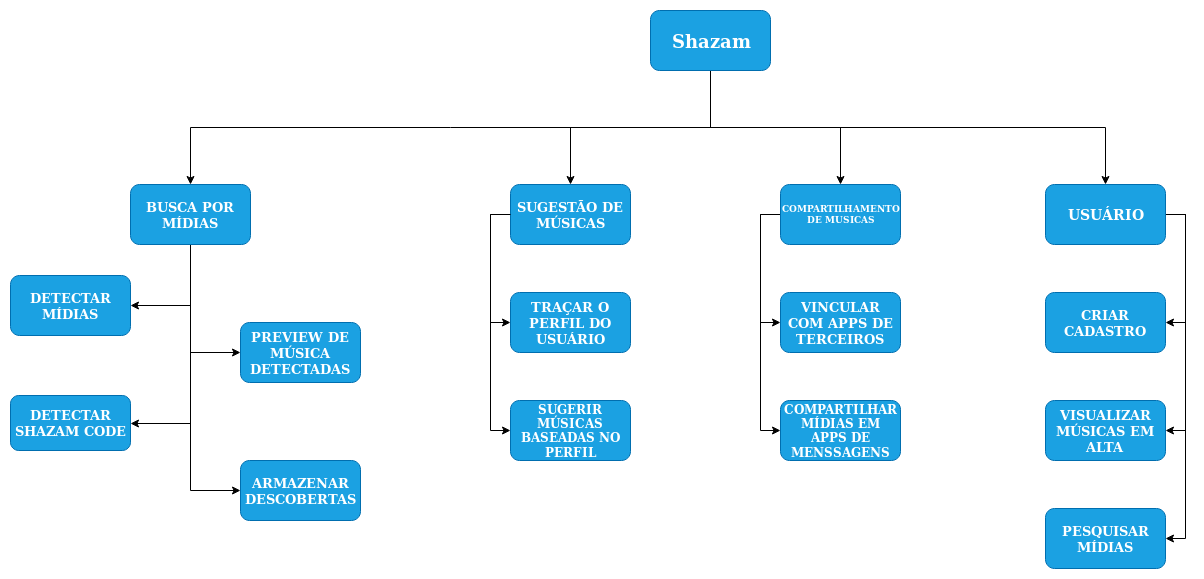 Shazam
BUSCA POR
MÍDIAS
SUGESTÃO DE
MÚSICAS
COMPARTILHAMENTO
DE MUSICAS
USUÁRIO
DETECTAR
MÍDIAS
PREVIEW DE
MÚSICA
DETECTADAS
DETECTAR
SHAZAM CODE
ARMAZENAR
DESCOBERTAS
TRAÇAR O
PERFIL DO
USUÁRIO
SUGERIR
MÚSICAS
BASEADAS NO
PERFIL
VINCULAR
COM APPS DE
TERCEIROS
COMPARTILHAR
MÍDIAS EM
APPS DE
MENSSAGENS
CRIAR
CADASTRO
VISUALIZAR
MÚSICAS EM
ALTA
PESQUISAR
MÍDIAS